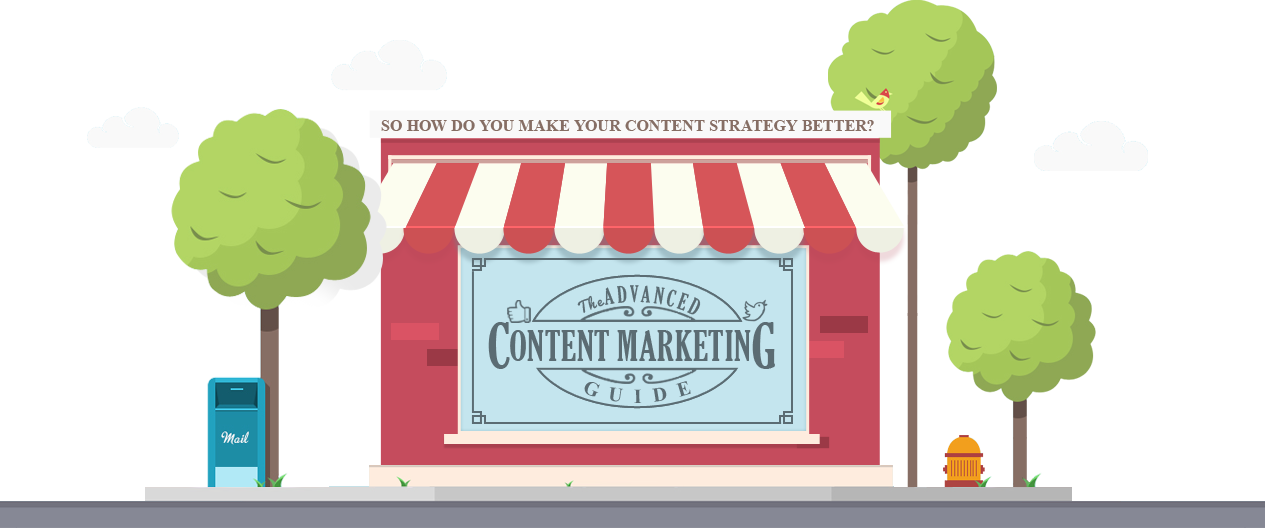 SO HOW DO YOU MAKE YOUR CONTENT STRATEGY BETTER?
The ADVANCED
CONTENT MARKETING
GUIDE
Mail